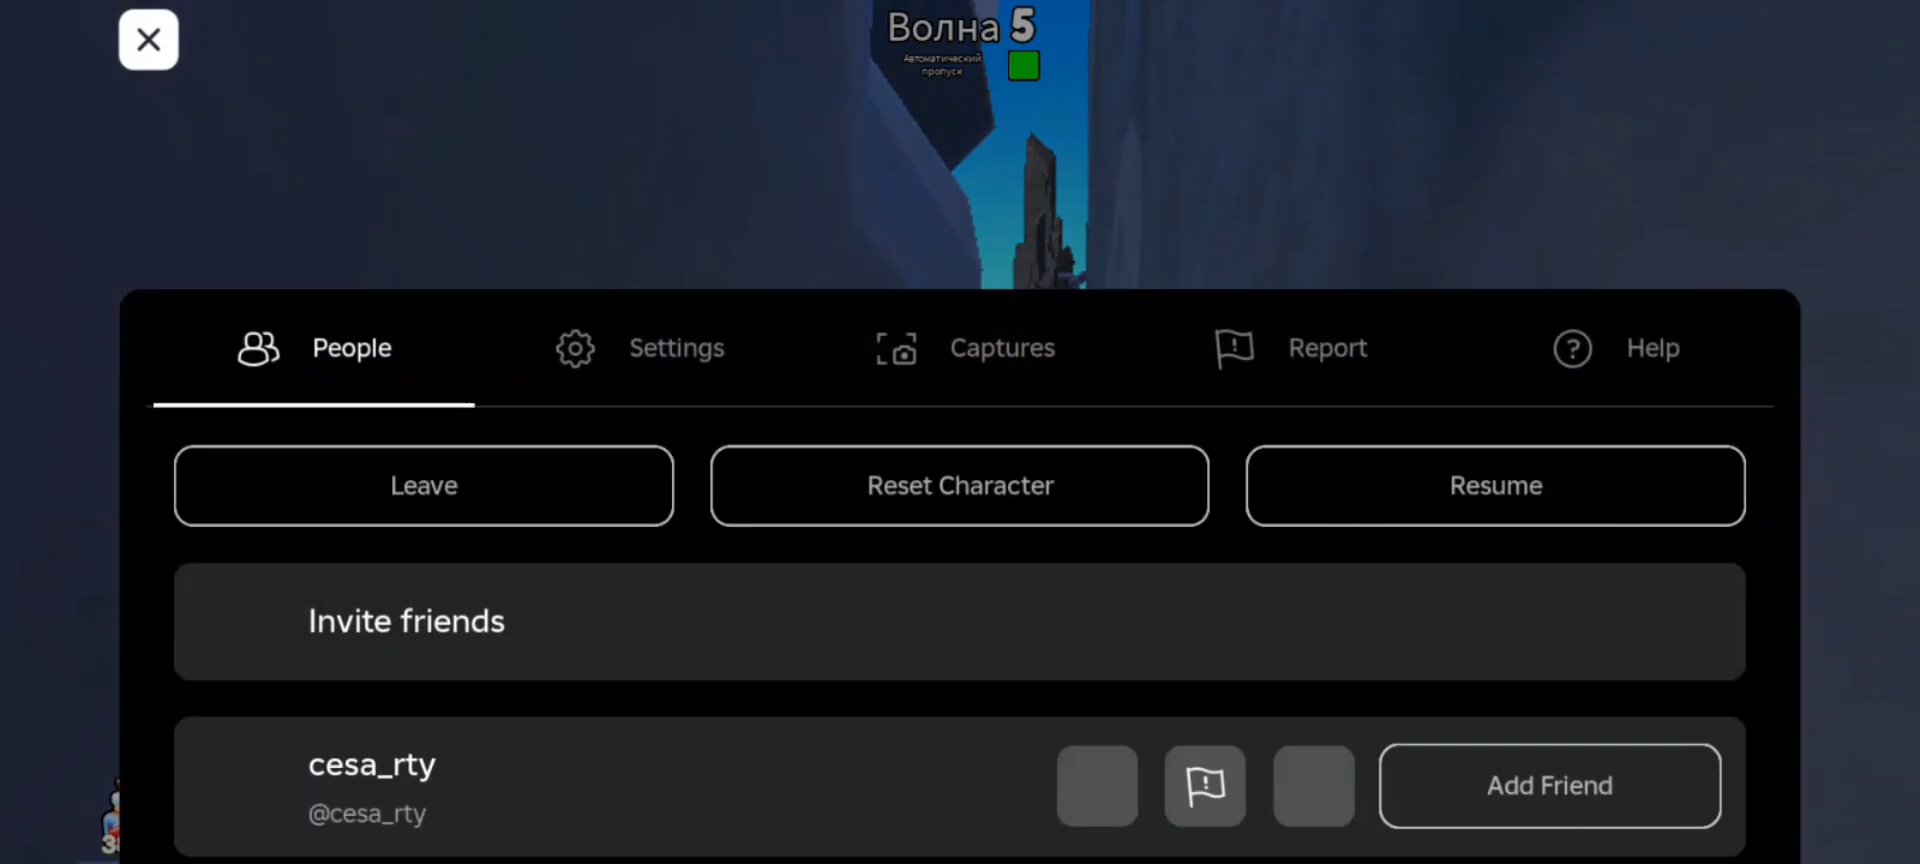 Волна 5
Автоматический
пропуск
People
Settings
Captures
Report
Help
Leave
Reset Character
Resume
Invite friends
cesa_rty
@cesa_rty
Add Friend